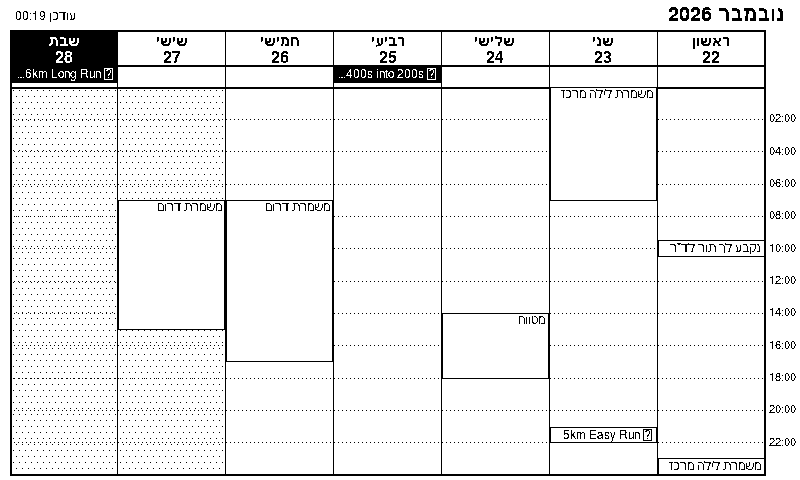 נובמבר 2026
עודכן 00:19
ראשון שני שלישי רביעי חמישי שישי שבת
22 23 24 25 26 27 28
400s into 200s...
6km Long Run...
משמרת לילה מרכז
02:00
04:00
06:00
משמרת דרום
משמרת דרום
08:00
נקבע לך תור לד"ר
10:00
12:00
מטווח
14:00
16:00
18:00
20:00
5km Easy Run
22:00
משמרת לילה מרכז